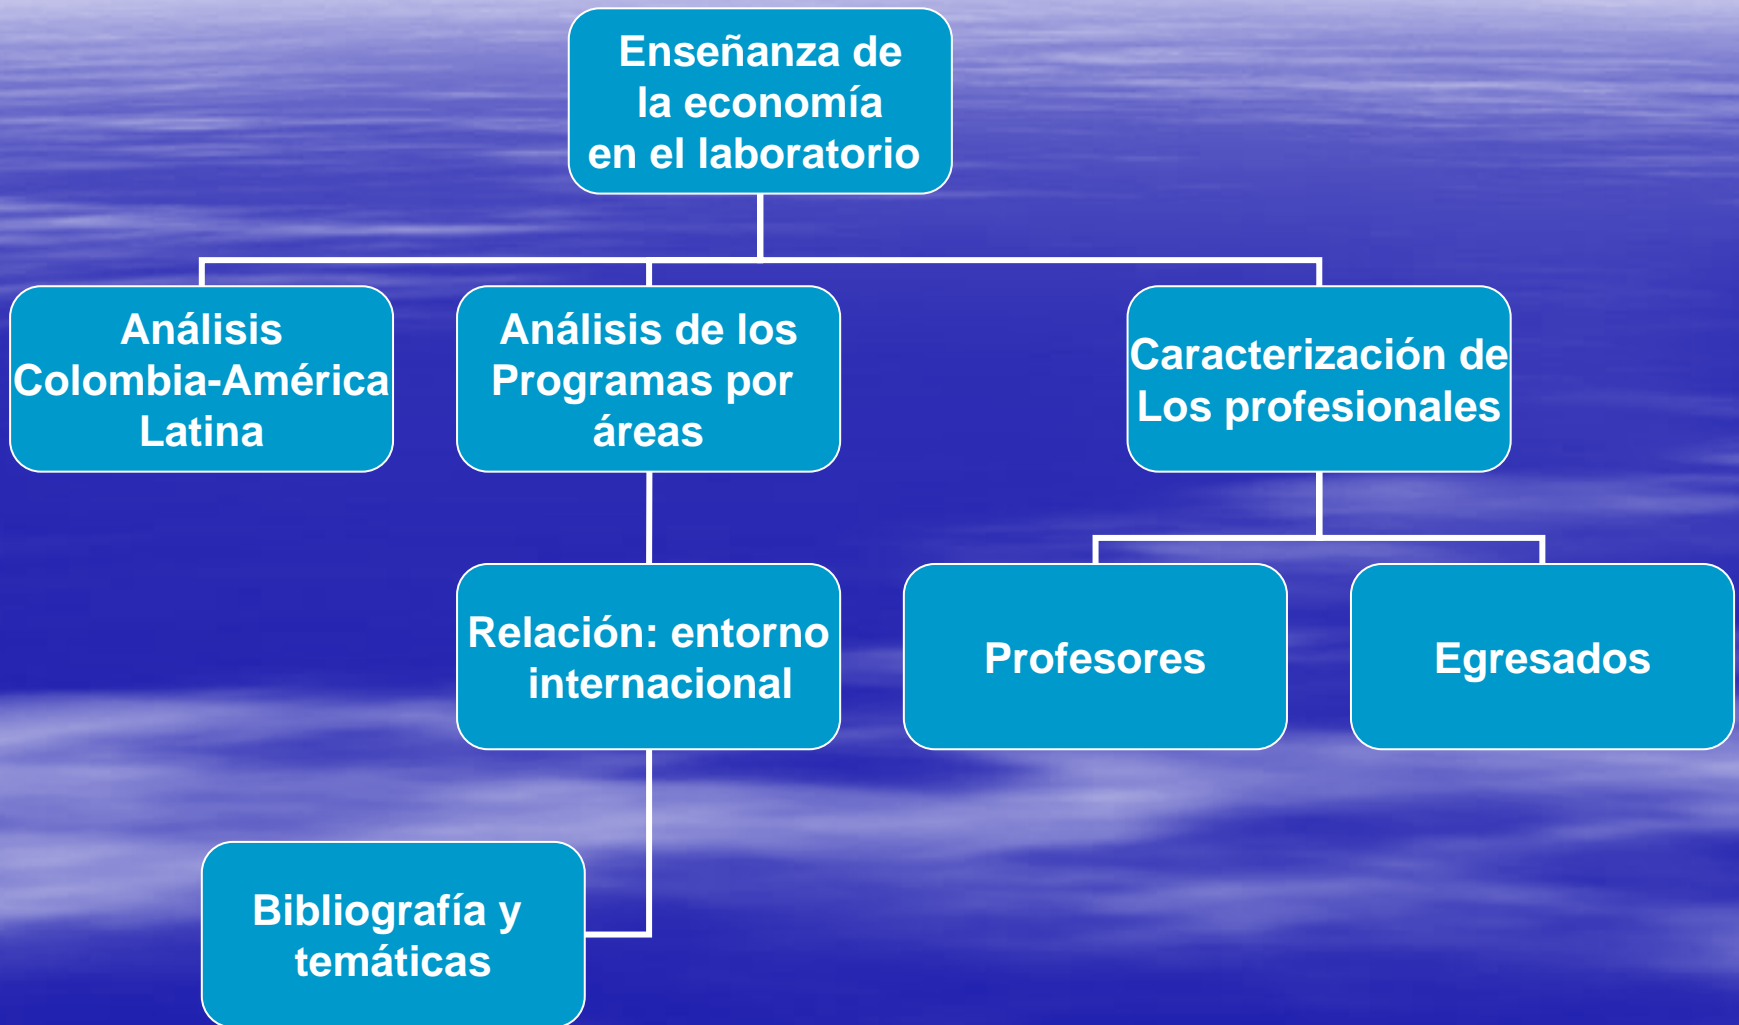 Enseñanza de
la economía
en el laboratorio
Análisis
Colombia-América
Latina
Análisis de los
Programas por
áreas
Caracterización de
Los profesionales
Relación: entorno
internacional
Profesores
Egresados
Bibliografía y
temáticas